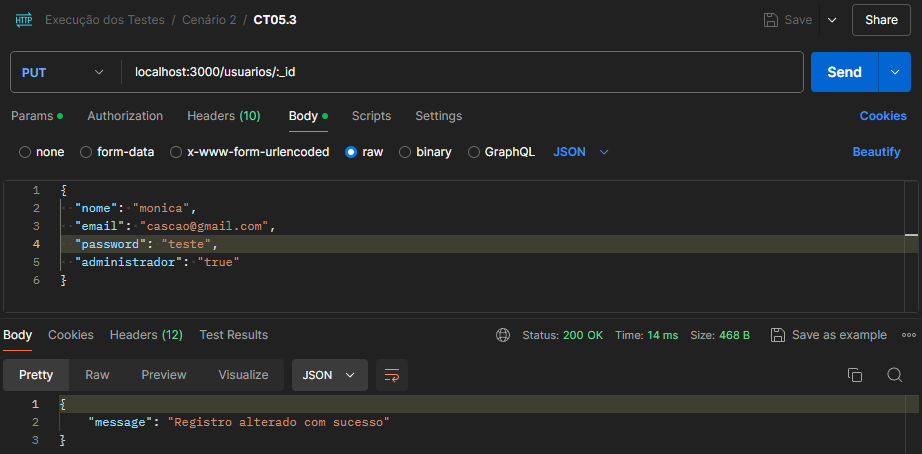 HTTP Execução dos Testes / Cenário 2 / CT05.3 Save Share
PUT localhost:3000/usuarios/:_id Send
Params Authorization Headers (10) Body Scripts Settings Cookies
none form-data x-www-form-urlencoded raw binary GraphQL JSON Beautify
1 {
2 "nome": "monica",
3 "email": "cascao@gmail.com",
4 "password": "teste",
5 "administrador": "true"
6 }
Body Cookies Headers (12) Test Results Status: 200 OK Time: 14 ms Size: 468 B Save as example
Pretty Raw Preview Visualize JSON
1 {
2 "message": "Registro alterado com sucesso"
3 }